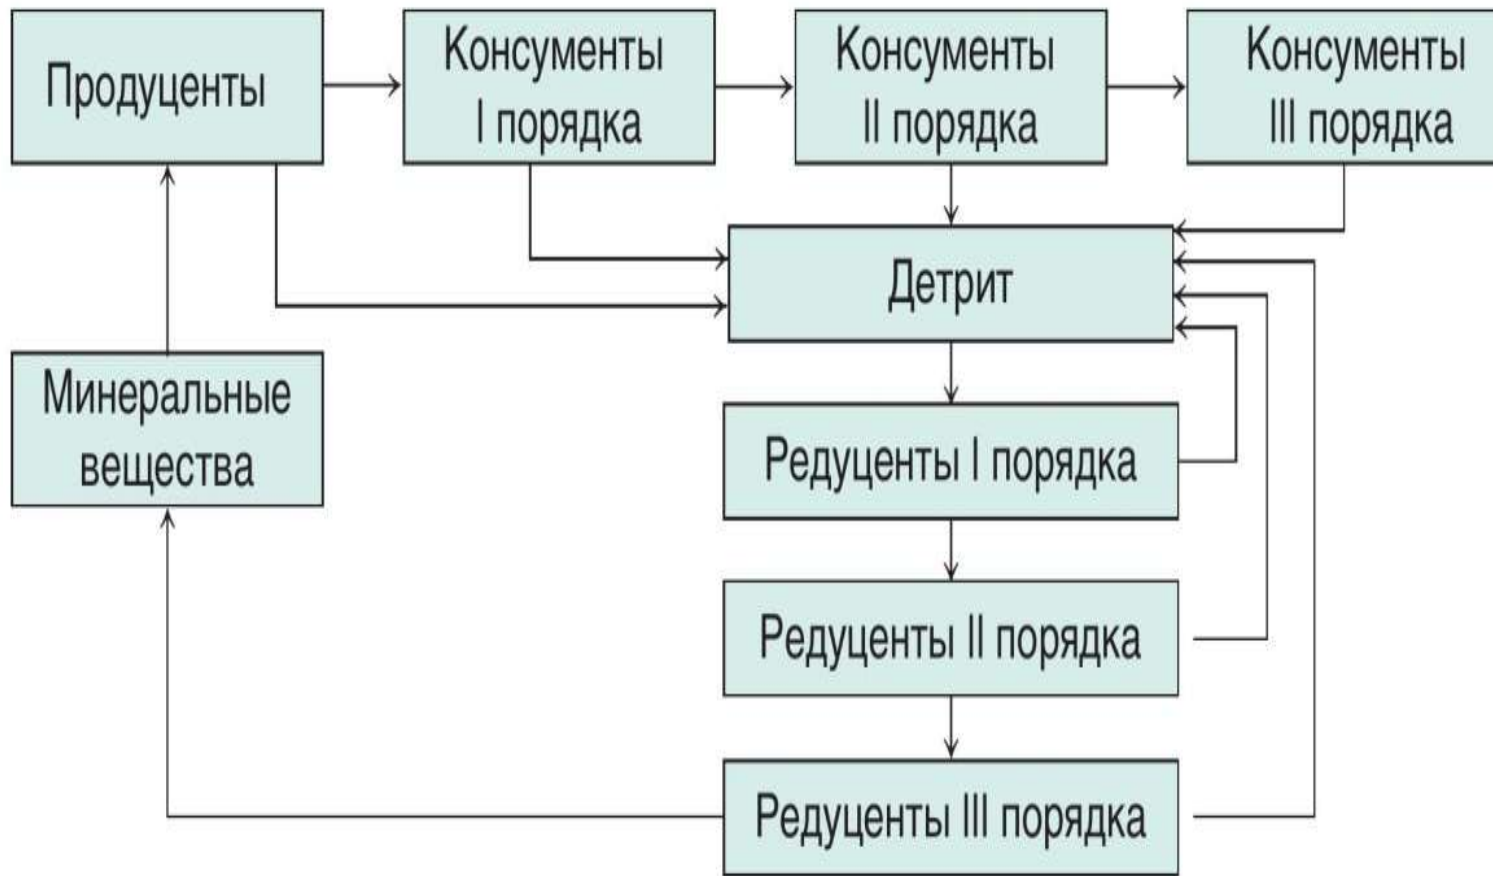 Продуценты
Консументы
I порядка
Консументы
II порядка
Консументы
III порядка
Детрит
Минеральные
вещества
Редуценты I порядка
Редуценты II порядка
Редуценты III порядка